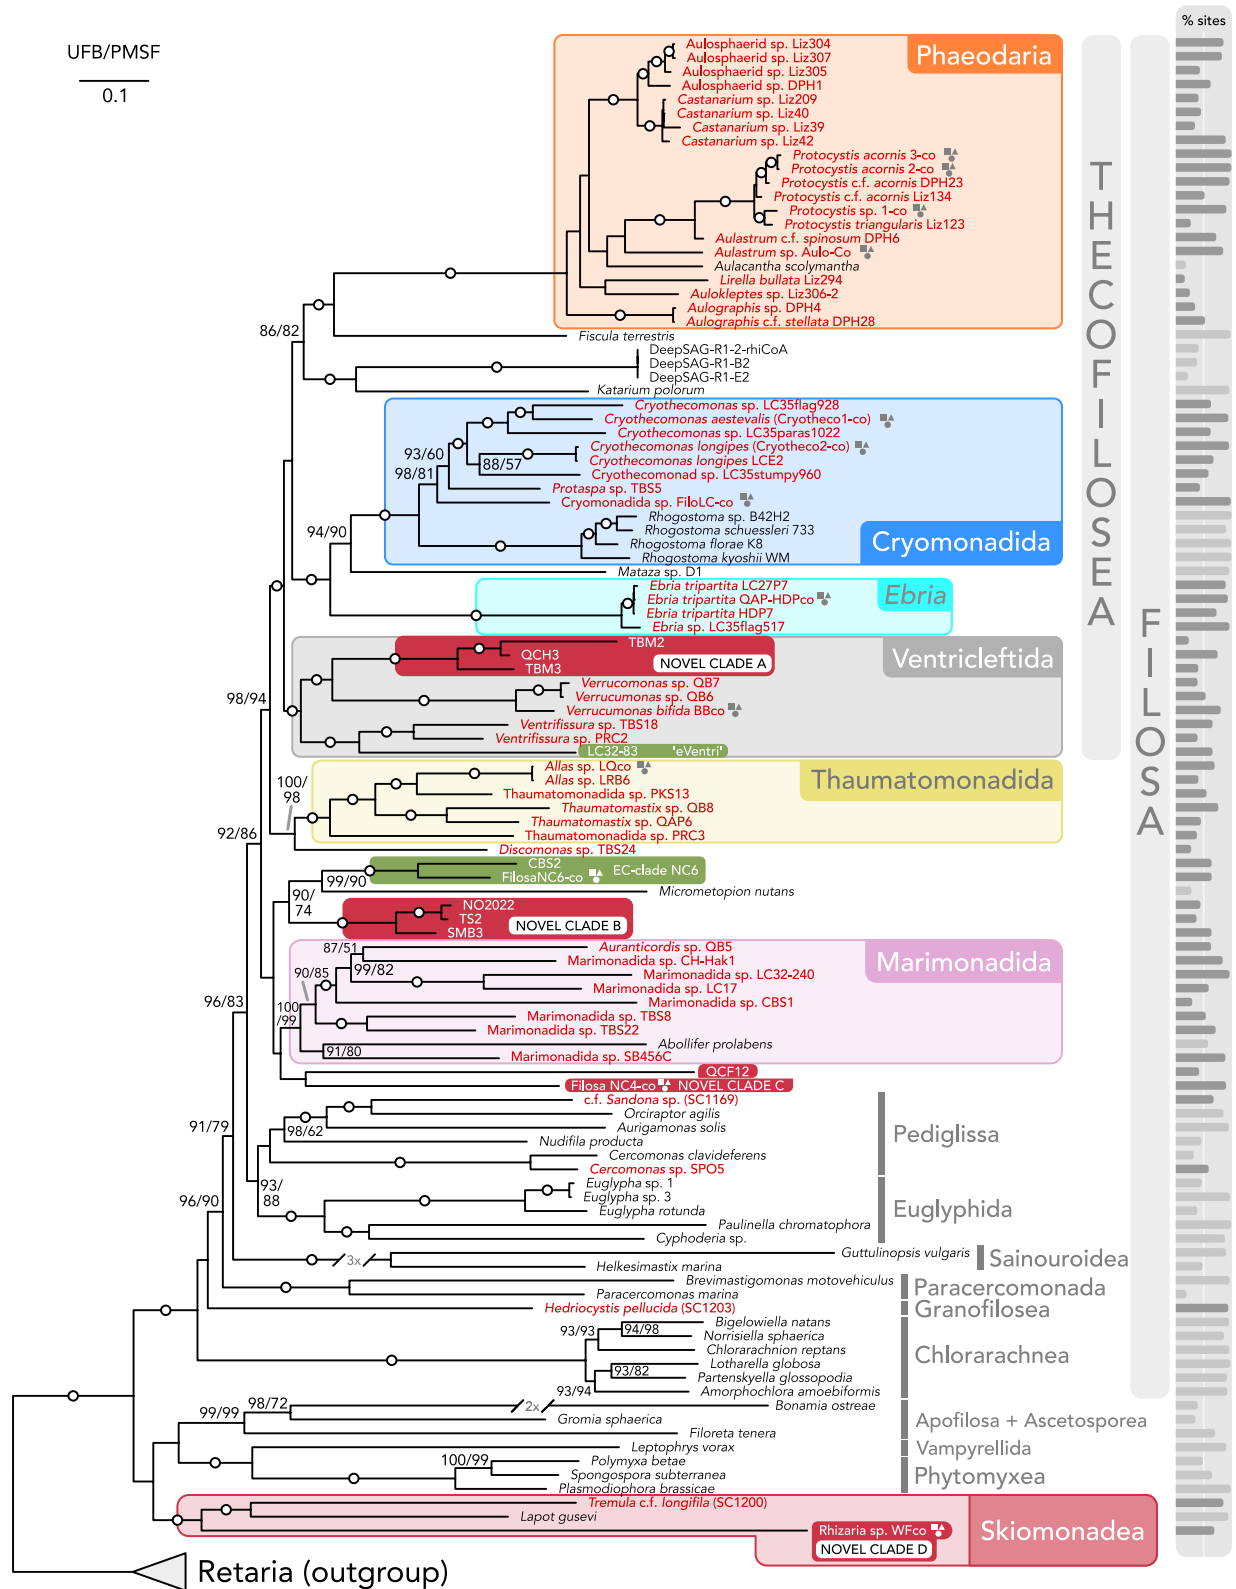 % sites
UFB/PMSF
0.1
Phaeodaria
Aulosphaerid sp. Liz304
Aulosphaerid sp. Liz307
Aulosphaerid sp. Liz305
Aulosphaerid sp. DPH1
Castanarium sp. Liz209
Castanarium sp. Liz40
Castanarium sp. Liz39
Castanarium sp. Liz42
Protocystis acornis 3-co
Protocystis acornis 2-co
Protocystis c.f. acornis DPH23
Protocystis c.f. acornis Liz134
Protocystis sp. 1-co
Protocystis triangularis Liz123
Aulastrum c.f. spinosum DPH6
Aulastrum sp. Aulo-Co
Aulacantha scolymantha
Lirella bullata Liz294
Aulokleptes sp. Liz306-2
Aulographis sp. DPH4
Aulographis c.f. stellata DPH28
86/82
Fiscula terrestris
DeepSAG-R1-2-rhiCoA
DeepSAG-R1-B2
DeepSAG-R1-E2
Katarium polorum
Cryothecomonas sp. LC35flag928
Cryothecomonas aestevalis (Cryotheco1-co)
Cryothecomonas sp. LC35paras1022
93/60
Cryothecomonas longipes (Cryotheco2-co)
88/57
Cryothecomonas longipes LCE2
98/81
Cryothecomonad sp. LC35stumpy960
Protaspa sp. TBS5
Cryomonadida sp. FiloLC-co
Rhogostoma sp. B42H2
Rhogostoma schuessleri 733
94/90
Rhogostoma florae K8
Rhogostoma kyoshii WM
Cryomonadida
Mataza sp. D1
Ebria tripartita LC27P7
Ebria tripartita QAP-HDPco
Ebria tripartita HDP7
Ebria sp. LC35flag517
Ebria
THECOFILOSEA
FILOSA
TBM2
QCH3
TBM3
NOVEL CLADE A
Ventricleftida
Verrucomonas sp. QB7
Verrucumonas sp. QB6
Verrucumonas bifida BBco
98/94
Ventrifissura sp. TBS18
Ventrifissura sp. PRC2
LC32-83 'eVentri'
Allas sp. LQco
Allas sp. LRB6
Thaumatomonadida
100/
98
Thaumatomonadida sp. PKS13
Thaumatomastix sp. QB8
Thaumatomastix sp. QAP6
92/86
Thaumatomonadida sp. PRC3
Discomonas sp. TBS24
CBS2
FilosaNC6-co
EC-clade NC6
99/90
Micrometopion nutans
90/
74
NO2022
TS2
SMB3
NOVEL CLADE B
Marimonadida
87/51
Auranticordis sp. QB5
99/82
Marimonadida sp. CH-Hak1
90/85
Marimonadida sp. LC32-240
Marimonadida sp. LC17
96/83
100
/99
Marimonadida sp. CBS1
Marimonadida sp. TBS8
Marimonadida sp. TBS22
Abollifer prolabens
91/80
Marimonadida sp. SB456C
QCF12
Filosa NC4-co NOVEL CLADE C
c.f. Sandona sp. (SC1169)
Orciraptor agilis
91/79
98/62
Aurigamonas solis
Pediglissa
Nudifila producta
Cercomonas clavideferens
Cercomonas sp. SPO5
93/
88
Euglypha sp. 1
Euglypha sp. 3
96/90
Euglypha rotunda
Euglyphida
Paulinella chromatophora
Cyphoderia sp.
3x
Guttulinopsis vulgaris
Helkesimastix marina
Sainouroidea
Brevimastigomonas motovehiculus
Paracercomonas marina
Paracercomonada
Hedriocystis pellucida (SC1203)
Granofilosea
Bigelowiella natans
93/93
94/98
Norrisiella sphaerica
Chlorarachnion reptans
Chlorarachnea
Lotharella globosa
93/82
Partenskyella glossopodia
93/94
Amorphochlora amoebiformis
98/72
2x
Bonamia ostreae
99/99
Gromia sphaerica
Apofilosa + Ascetosporea
Filoreta tenera
Leptophrys vorax
Vampyrellida
100/99
Polymyxa betae
Spongospora subterranea
Phytomyxea
Plasmodiophora brassicae
Tremula c.f. longifila (SC1200)
Lapot gusevi
Rhizaria sp. WFco
NOVEL CLADE D
Skiomonadea
Retaria (outgroup)